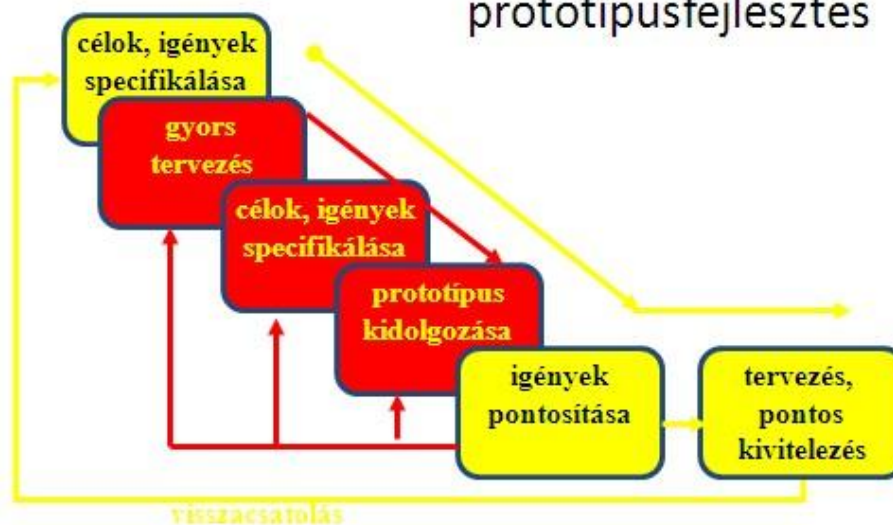 prototípusfejlesztés
célok, igények
specifikálása
gyors
tervezés
célok, igények
specifikálása
prototípus
kidolgozása
igények
pontosítása
tervezés,
pontos
kivitelezés
visszacsatolás